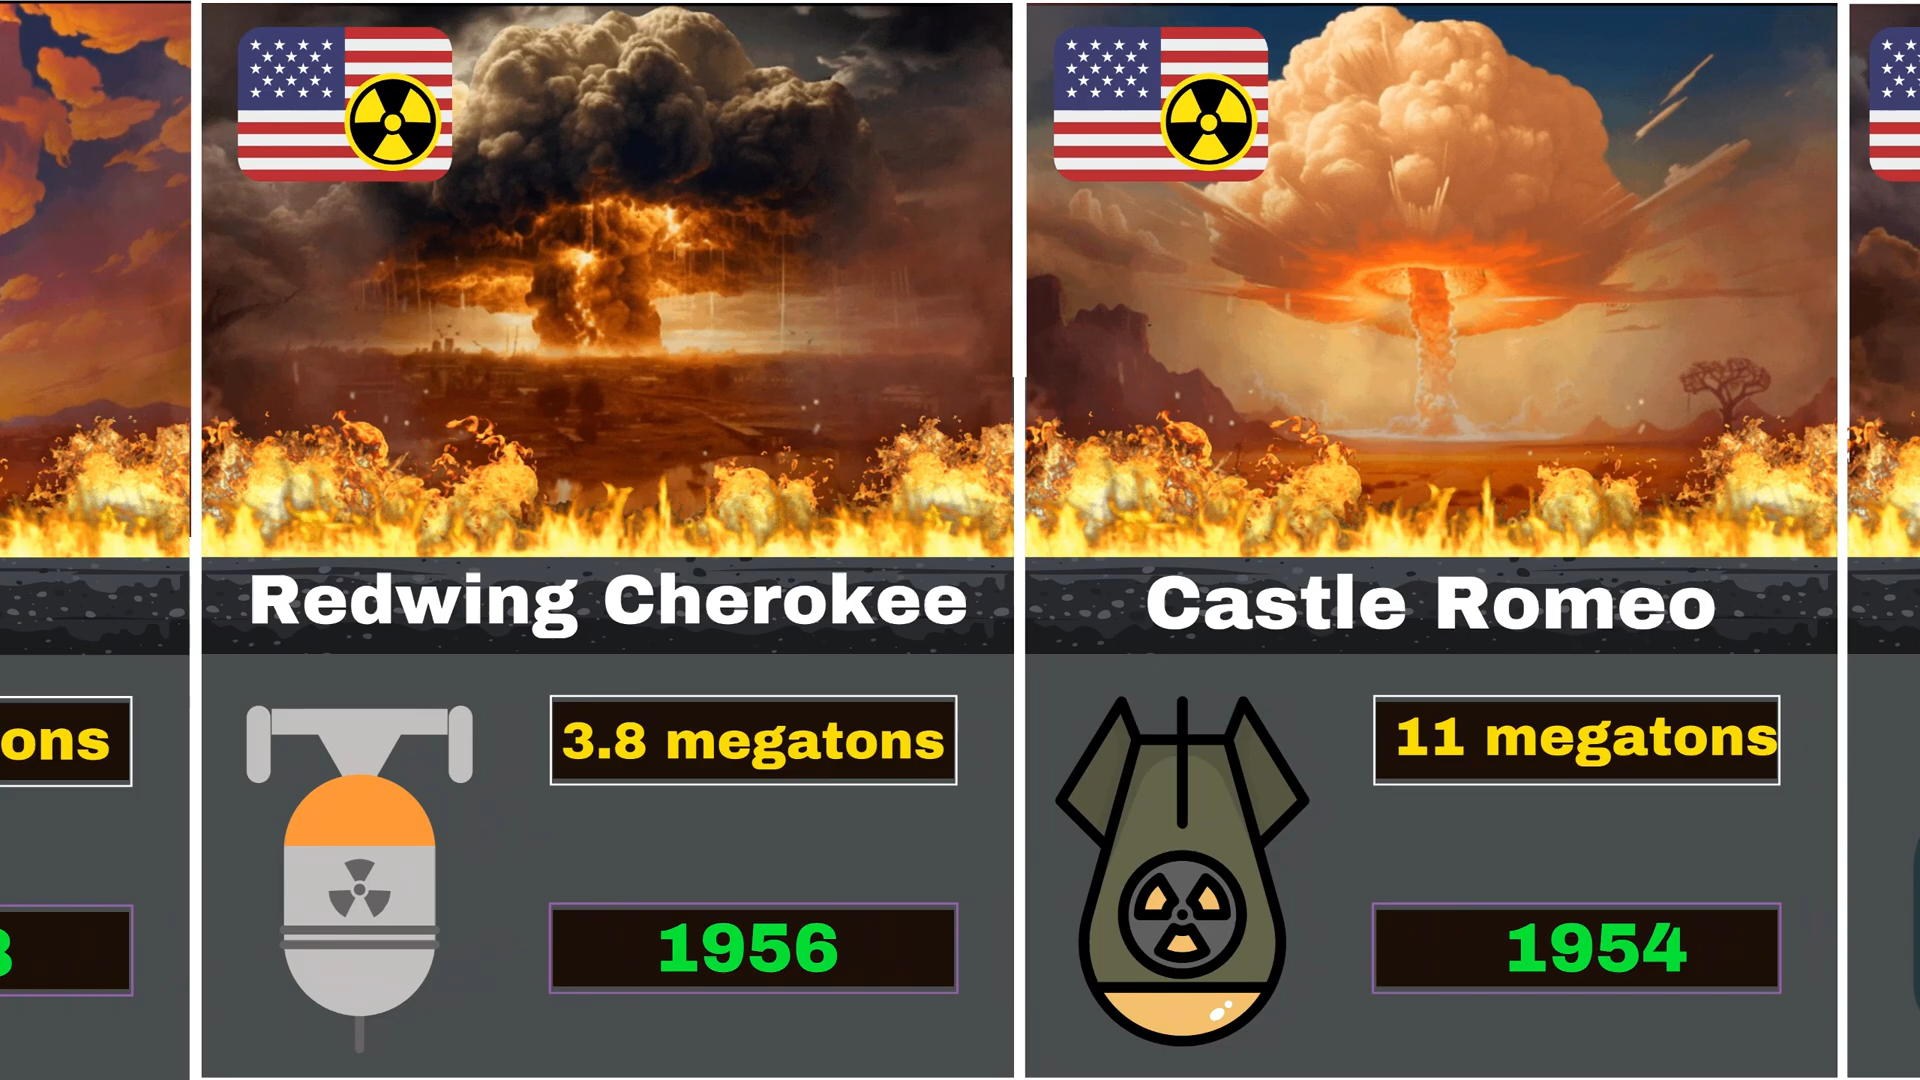 Redwing Cherokee
Castle Romeo
ons
3.8 megatons
11 megatons
1956
1954